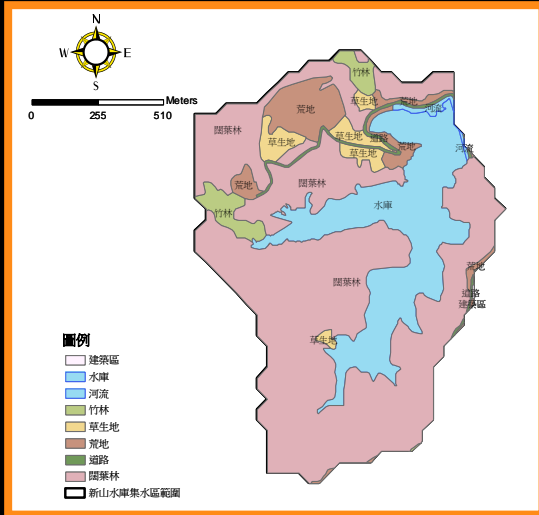 N
W E
S
Meters
0 255 510
竹林
荒地
草生地
荒地
河流
闊葉林
草生地
草生地
道路
荒地
草生地
河流
荒地
闊葉林
竹林
水庫
荒地
闊葉林
道路
建築區
草生地
圖例
建築區
水庫
河流
竹林
草生地
荒地
道路
闊葉林
新山水庫集水區範圍